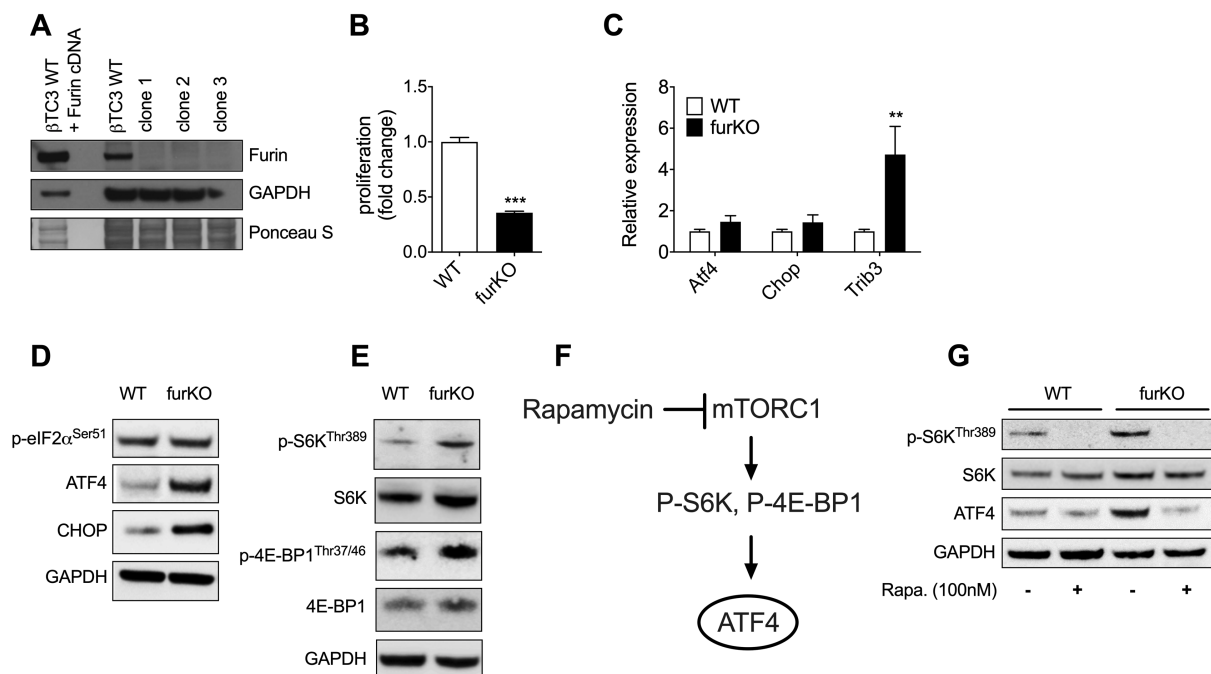 A
βTC3 WT
+ Furin cDNA
βTC3 WT
clone 1
clone 2
clone 3
Furin
GAPDH
Ponceau S
B
proliferation
(fold change)
1.5
1.0
0.5
0.0
***
WT
furKO
C
Relative expression
8
6
4
2
0
WT
furKO
**
Atf4
Chop
Trib3
D
WT furKO
p-eIF2α^Ser51
ATF4
CHOP
GAPDH
E
WT furKO
p-S6K^Thr389
S6K
p-4E-BP1^Thr37/46
4E-BP1
GAPDH
F
Rapamycin mTORC1
P-S6K, P-4E-BP1
ATF4
G
WT furKO
p-S6K^Thr389
S6K
ATF4
GAPDH
Rapa. (100nM) - + - +